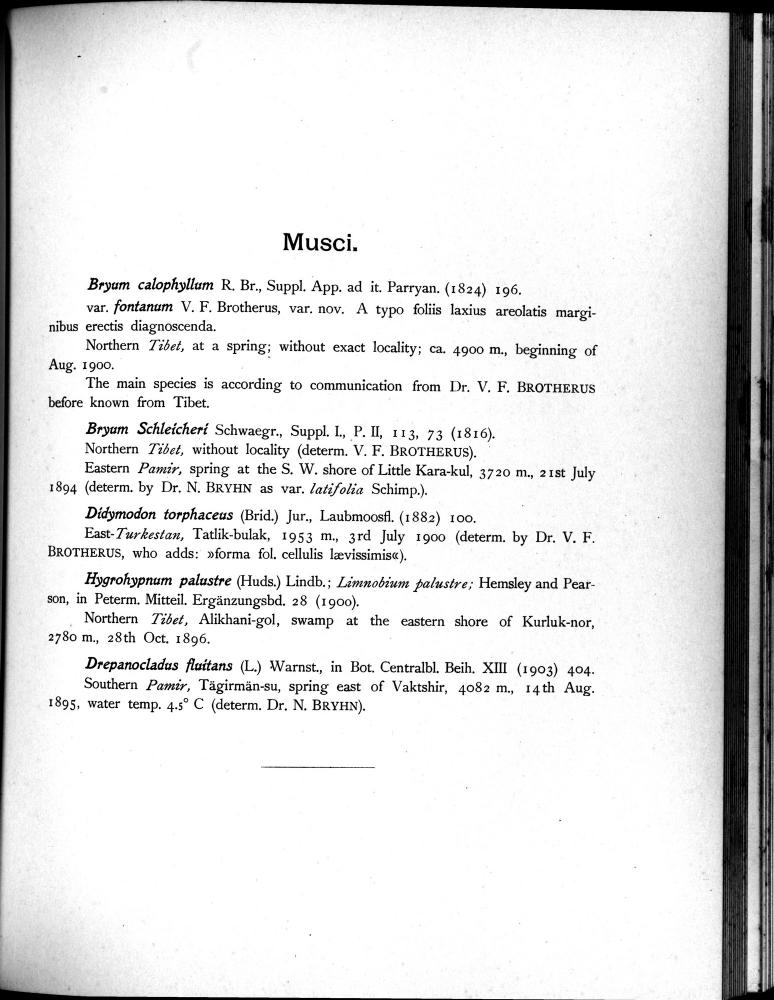 Musci.
Bryum calophyllum R. Br., Suppl. App. ad it. Parryan. (1824) 196.
var. fontanum V. F. Brotherus, var. nov. A typo foliis laxius areolatis margi-
nibus erectis diagnoscenda.
Northern Tibet, at a spring; without exact locality; ca. 4900 m., beginning of
Aug. 1900.
The main species is according to communication from Dr. V. F. BROTHERUS
before known from Tibet.
Bryum Schleicheri Schwaegr., Suppl. I., P. II, 113, 73 (1816).
Northern Tibet, without locality (determ. V. F. BROTHERUS).
Eastern Pamir, spring at the S. W. shore of Little Kara-kul, 3720 m., 21st July
1894 (determ. by Dr. N. BRYHN as var. latifolia Schimp.).
Didymodon torphaceus (Brid.) Jur., Laubmoosfl. (1882) 100.
East-Turkestan, Tatlik-bulak, 1953 m., 3rd July 1900 (determ. by Dr. V. F.
BROTHERUS, who adds: »forma fol. cellulis lævissimis«).
Hygrohypnum palustre (Huds.) Lindb.; Limnobium palustre; Hemsley and Pear-
son, in Peterm. Mitteil. Ergänzungsbd. 28 (1900).
Northern Tibet, Alikhani-gol, swamp at the eastern shore of Kurluk-nor,
2780 m., 28th Oct. 1896.
Drepanocladus fluitans (L.) Warnst., in Bot. Centralbl. Beih. XIII (1903) 404.
Southern Pamir, Tägirmän-su, spring east of Vaktshir, 4082 m., 14th Aug.
1895, water temp. 4.5° C (determ. Dr. N. BRYHN).